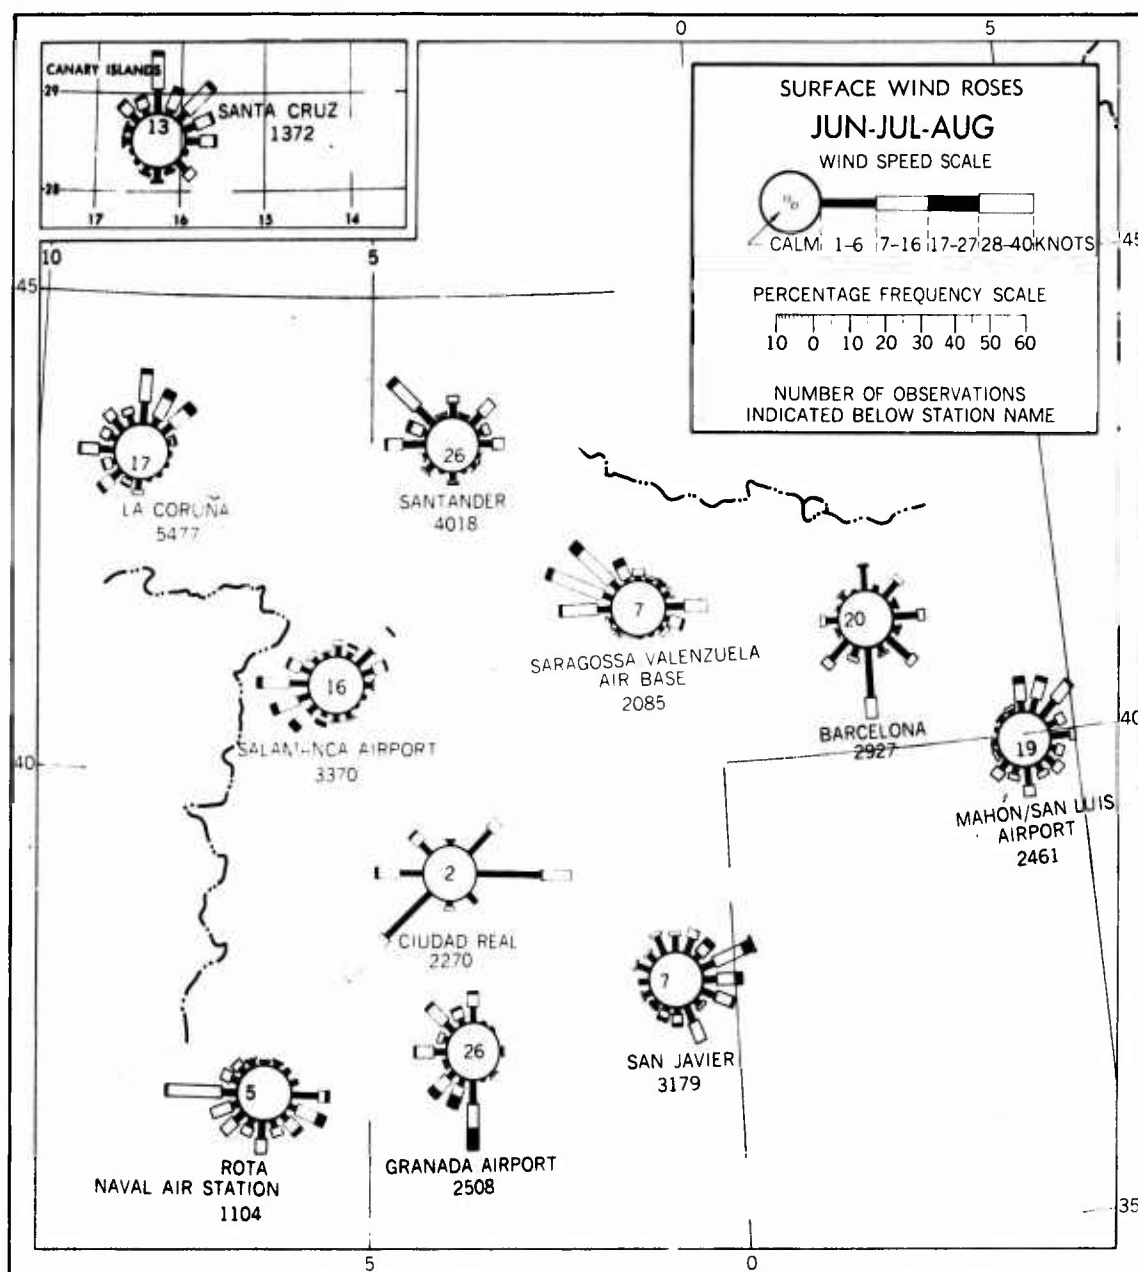 0
5
CANARY ISLANDS
29
13
SANTA CRUZ
1372
28
17
16
15
14
SURFACE WIND ROSES
JUN-JUL-AUG
WIND SPEED SCALE
%
CALM 1-6 7-16 17-27 28-40 KNOTS
PERCENTAGE FREQUENCY SCALE
10 0 10 20 30 40 50 60
NUMBER OF OBSERVATIONS
INDICATED BELOW STATION NAME
10
5
45
45
17
LA CORUÑA
5477
26
SANTANDER
4018
7
SARAGOSSA VALENZUELA
AIR BASE
2085
20
BARCELONA
2927
16
AIRPORT
3370
40
40
19
MAHÓN/SAN LUIS
AIRPORT
2461
2
CIUDAD REAL
2270
7
SAN JAVIER
3179
26
GRANADA AIRPORT
2508
5
ROTA
NAVAL AIR STATION
1104
35
5
0